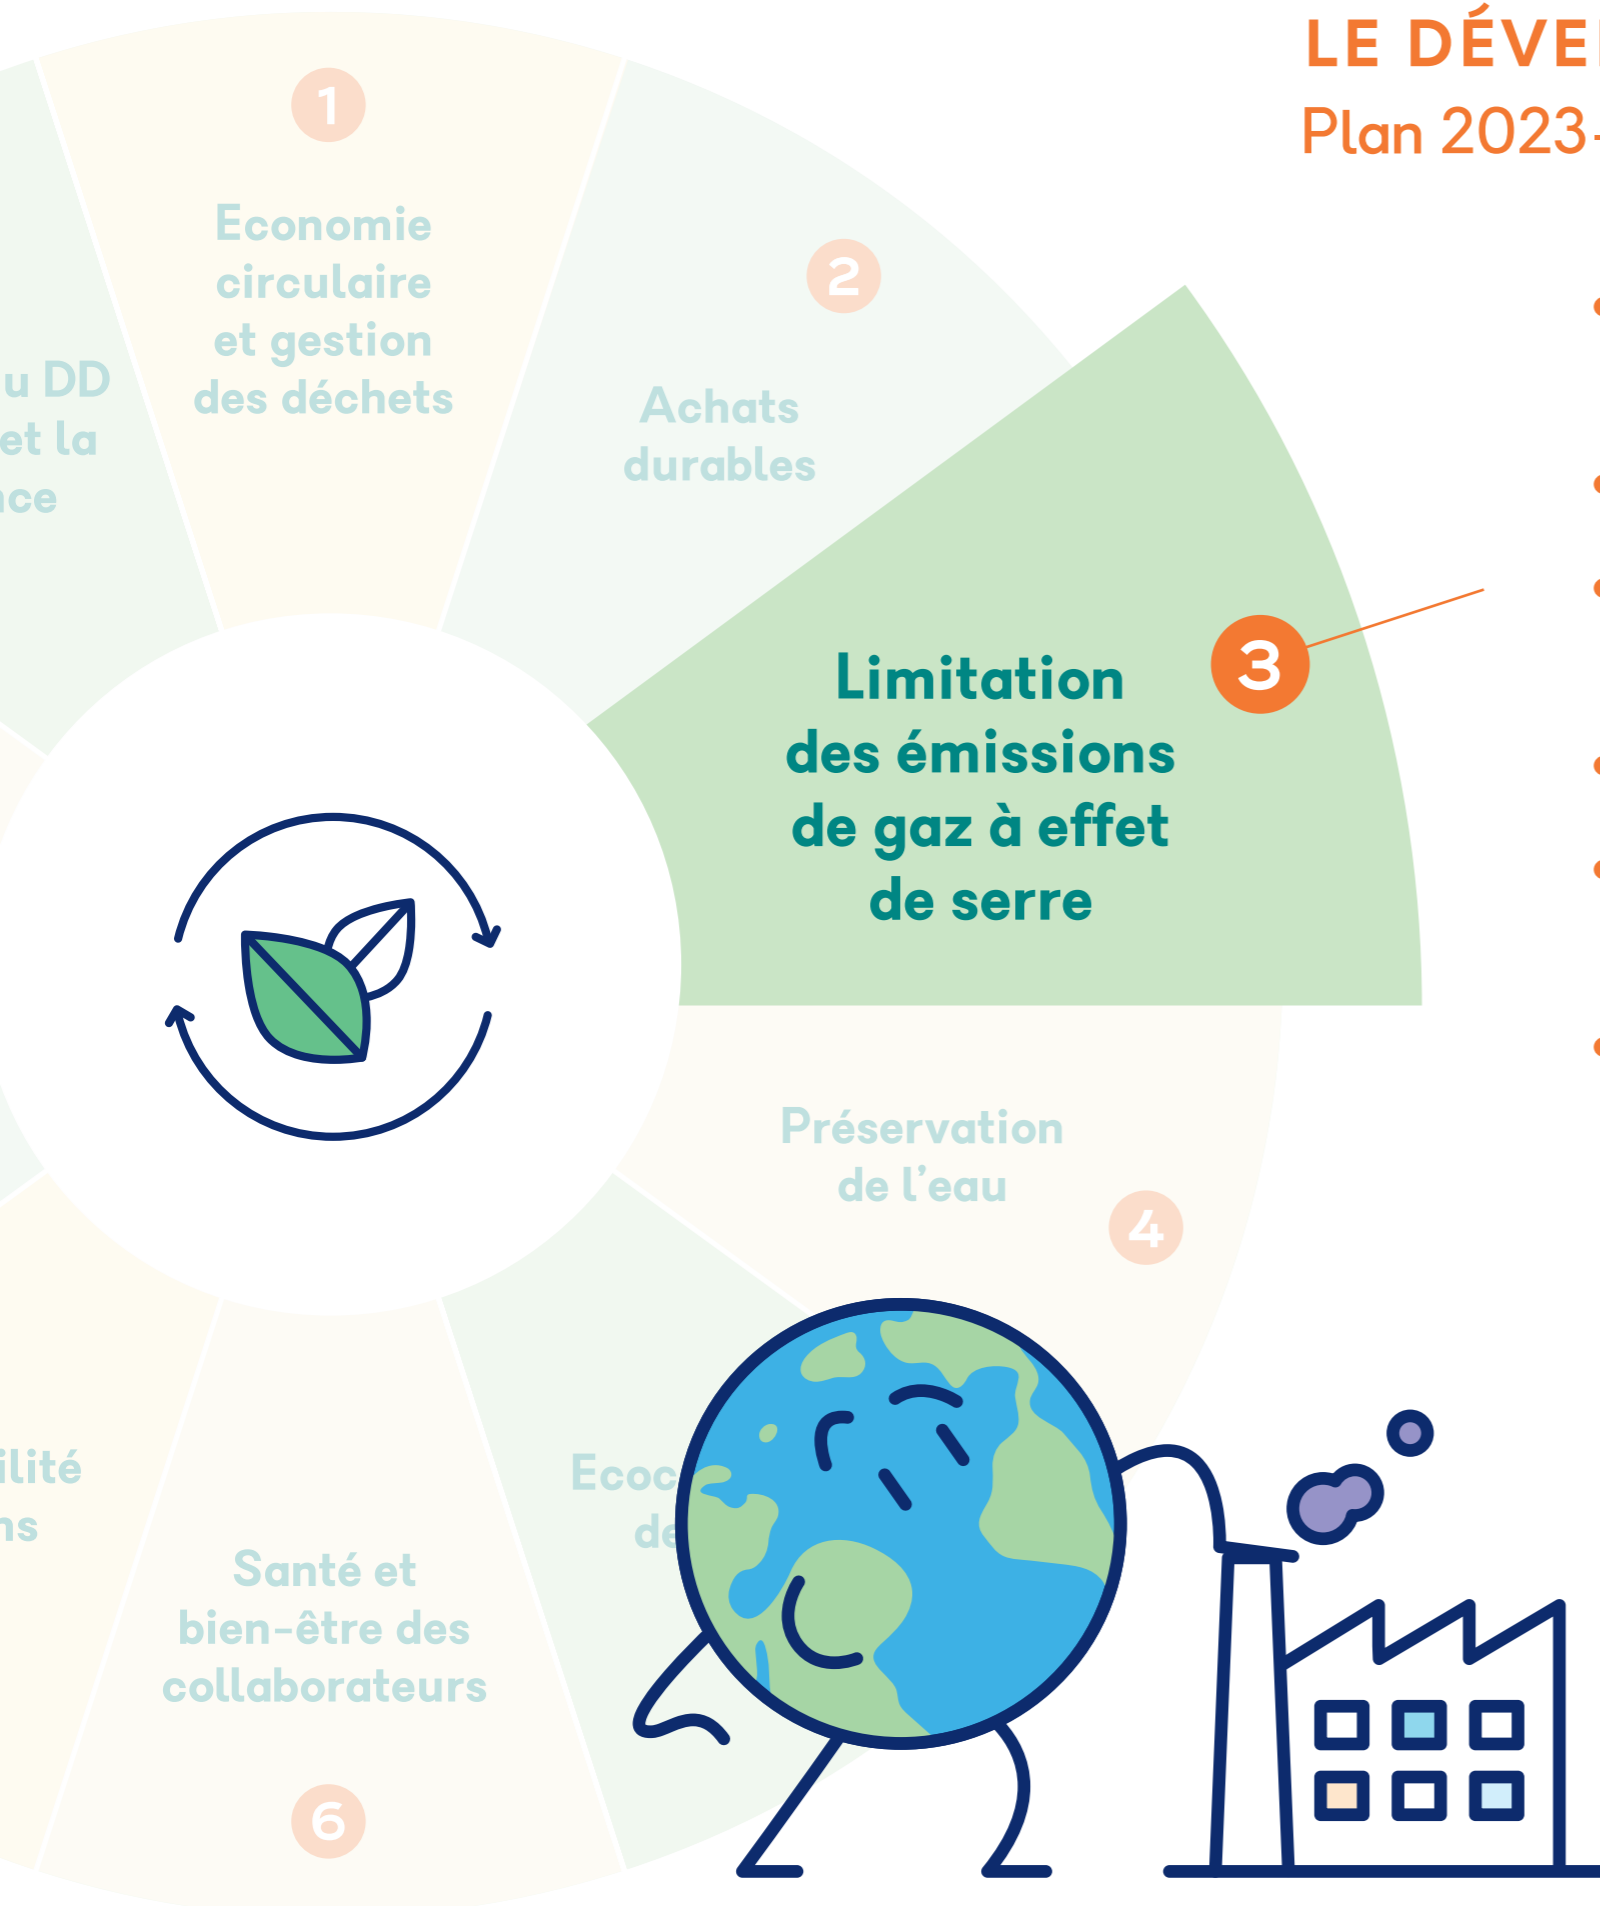 LE DÉVE
Plan 2023-
1
Economie
circulaire
et gestion
des déchets
2
Achats
durables
u DD
et la
nce
3
Limitation
des émissions
de gaz à effet
de serre
Préservation
de l'eau
4
Ecoc
de
ilité
ns
Santé et
bien-être des
collaborateurs
6